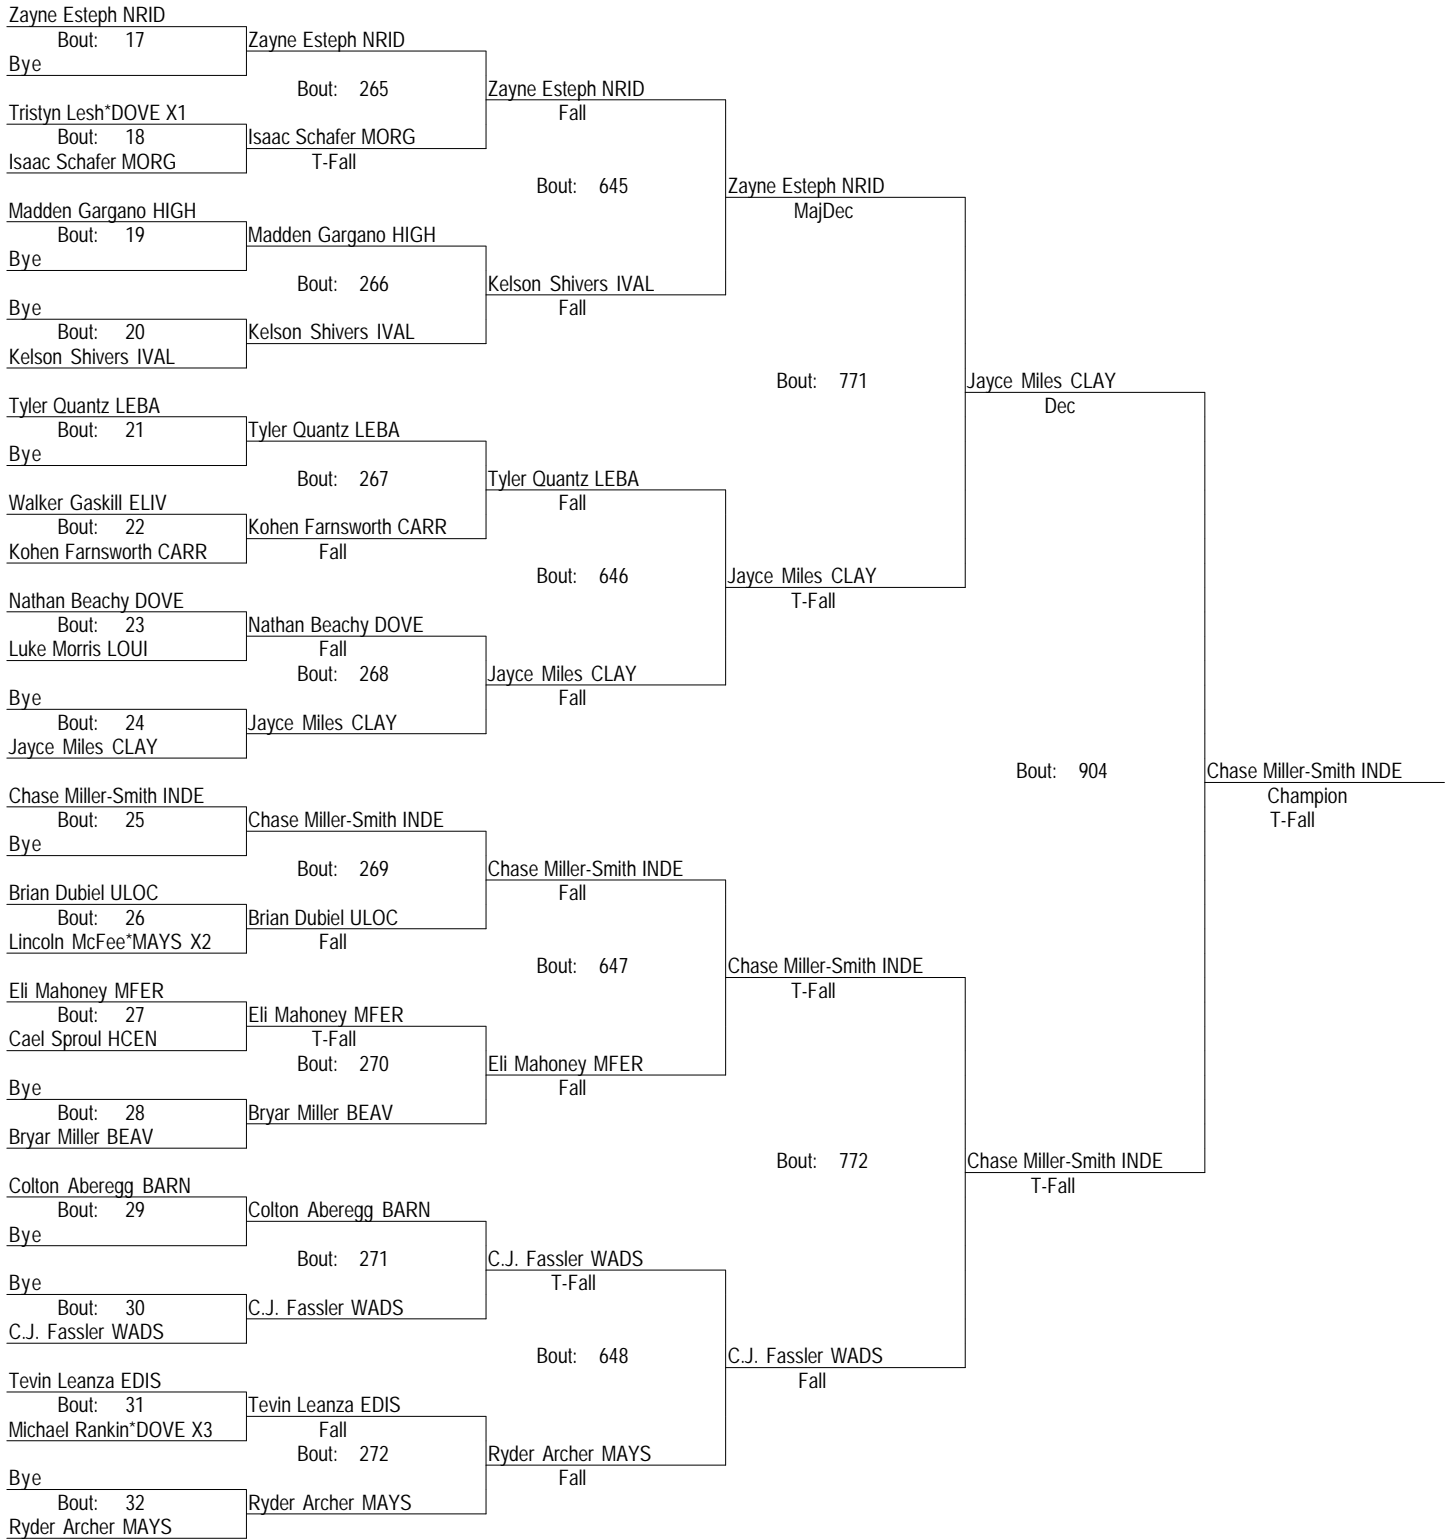 Zayne Esteph NRID
Bout: 17
Zayne Esteph NRID
Bye
Bout: 265
Zayne Esteph NRID
Tristyn Lesh*DOVE X1
Fall
Bout: 18
Isaac Schafer MORG
Isaac Schafer MORG
T-Fall
Bout: 645
Zayne Esteph NRID
Madden Gargano HIGH
MajDec
Bout: 19
Madden Gargano HIGH
Bye
Bout: 266
Kelson Shivers IVAL
Bye
Fall
Bout: 20
Kelson Shivers IVAL
Kelson Shivers IVAL
Bout: 771
Jayce Miles CLAY
Tyler Quantz LEBA
Dec
Bout: 21
Tyler Quantz LEBA
Bye
Bout: 267
Tyler Quantz LEBA
Walker Gaskill ELIV
Fall
Bout: 22
Kohen Farnsworth CARR
Kohen Farnsworth CARR
Fall
Bout: 646
Jayce Miles CLAY
Nathan Beachy DOVE
T-Fall
Bout: 23
Nathan Beachy DOVE
Luke Morris LOUI
Fall
Bout: 268
Jayce Miles CLAY
Bye
Fall
Bout: 24
Jayce Miles CLAY
Jayce Miles CLAY
Bout: 904
Chase Miller-Smith INDE
Chase Miller-Smith INDE
Champion
Bout: 25
Chase Miller-Smith INDE
T-Fall
Bye
Bout: 269
Chase Miller-Smith INDE
Brian Dubiel ULOC
Fall
Bout: 26
Brian Dubiel ULOC
Lincoln McFee*MAYS X2
Fall
Bout: 647
Chase Miller-Smith INDE
Eli Mahoney MFER
T-Fall
Bout: 27
Eli Mahoney MFER
Cael Sproul HCEN
T-Fall
Bout: 270
Eli Mahoney MFER
Bye
Fall
Bout: 28
Bryar Miller BEAV
Bryar Miller BEAV
Bout: 772
Chase Miller-Smith INDE
Colton Aberegg BARN
T-Fall
Bout: 29
Colton Aberegg BARN
Bye
Bout: 271
C.J. Fassler WADS
Bye
T-Fall
Bout: 30
C.J. Fassler WADS
C.J. Fassler WADS
Bout: 648
C.J. Fassler WADS
Tevin Leanza EDIS
Fall
Bout: 31
Tevin Leanza EDIS
Michael Rankin*DOVE X3
Fall
Bout: 272
Ryder Archer MAYS
Bye
Fall
Bout: 32
Ryder Archer MAYS
Ryder Archer MAYS